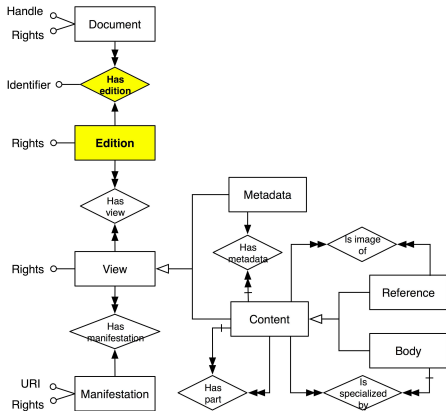 Handle
Rights
Document
Identifier
Has
edition
Rights
Edition
Has
view
Metadata
Is image
of
Has
metadata
Rights
View
Reference
Content
Has
manifestation
Body
URI
Rights
Manifestation
Has
part
Is
specialized
by